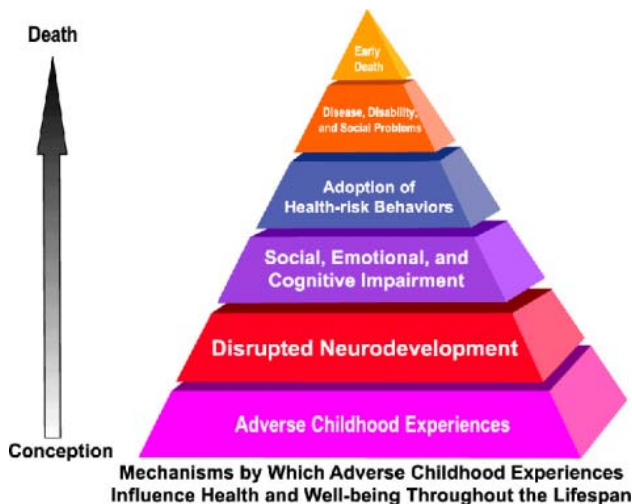 Death
Early
Death
Disease, Disability,
and Social Problems
Adoption of
Health-risk Behaviors
Social, Emotional, and
Cognitive Impairment
Disrupted Neurodevelopment
Adverse Childhood Experiences
Conception
Mechanisms by Which Adverse Childhood Experiences
Influence Health and Well-being Throughout the Lifespan